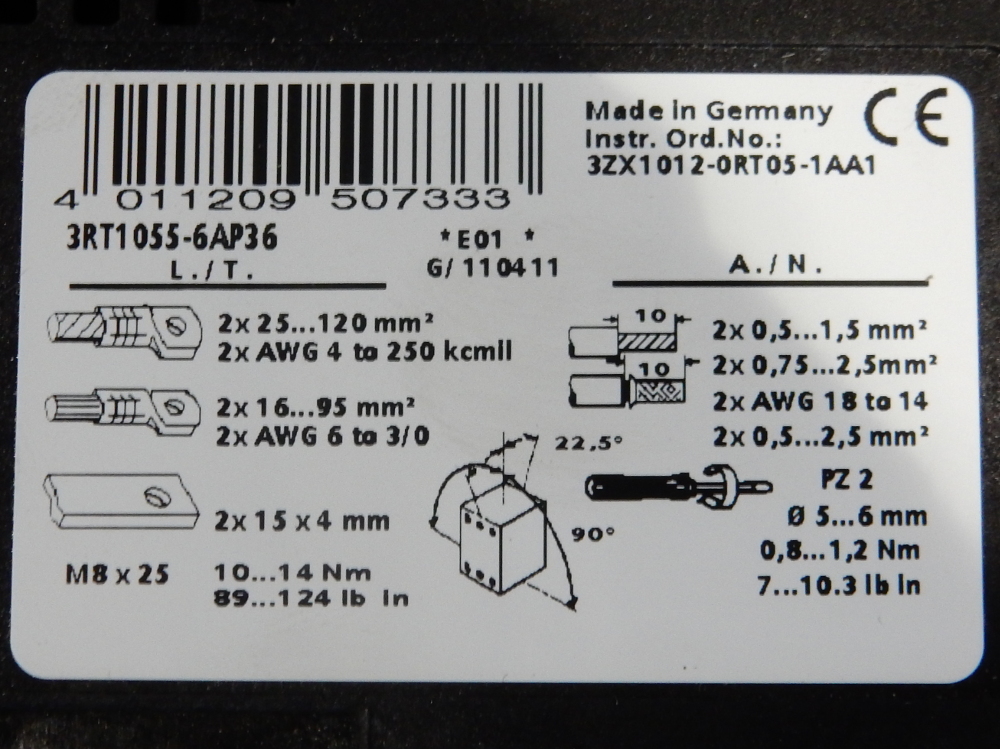 Made in Germany CE
Instr. Ord.No.:
3ZX1012-0RT05-1AA1
4 011209 507333
3RT1055-6AP36
*E01 *
G/110411
L./T.
2x 25...120 mm²
2x AWG 4 to 250 kcmil
2x 16...95 mm²
2x AWG 6 to 3/0
2x 15 x 4 mm
M8 x 25 10...14 Nm
89...124 lb in
22,5°
90°
A./N.
10
10
2x 0,5...1,5 mm²
2x 0,75...2,5mm²
2x AWG 18 to 14
2x 0,5...2,5 mm²
PZ 2
Ø 5...6 mm
0,8...1,2 Nm
7...10.3 lb in